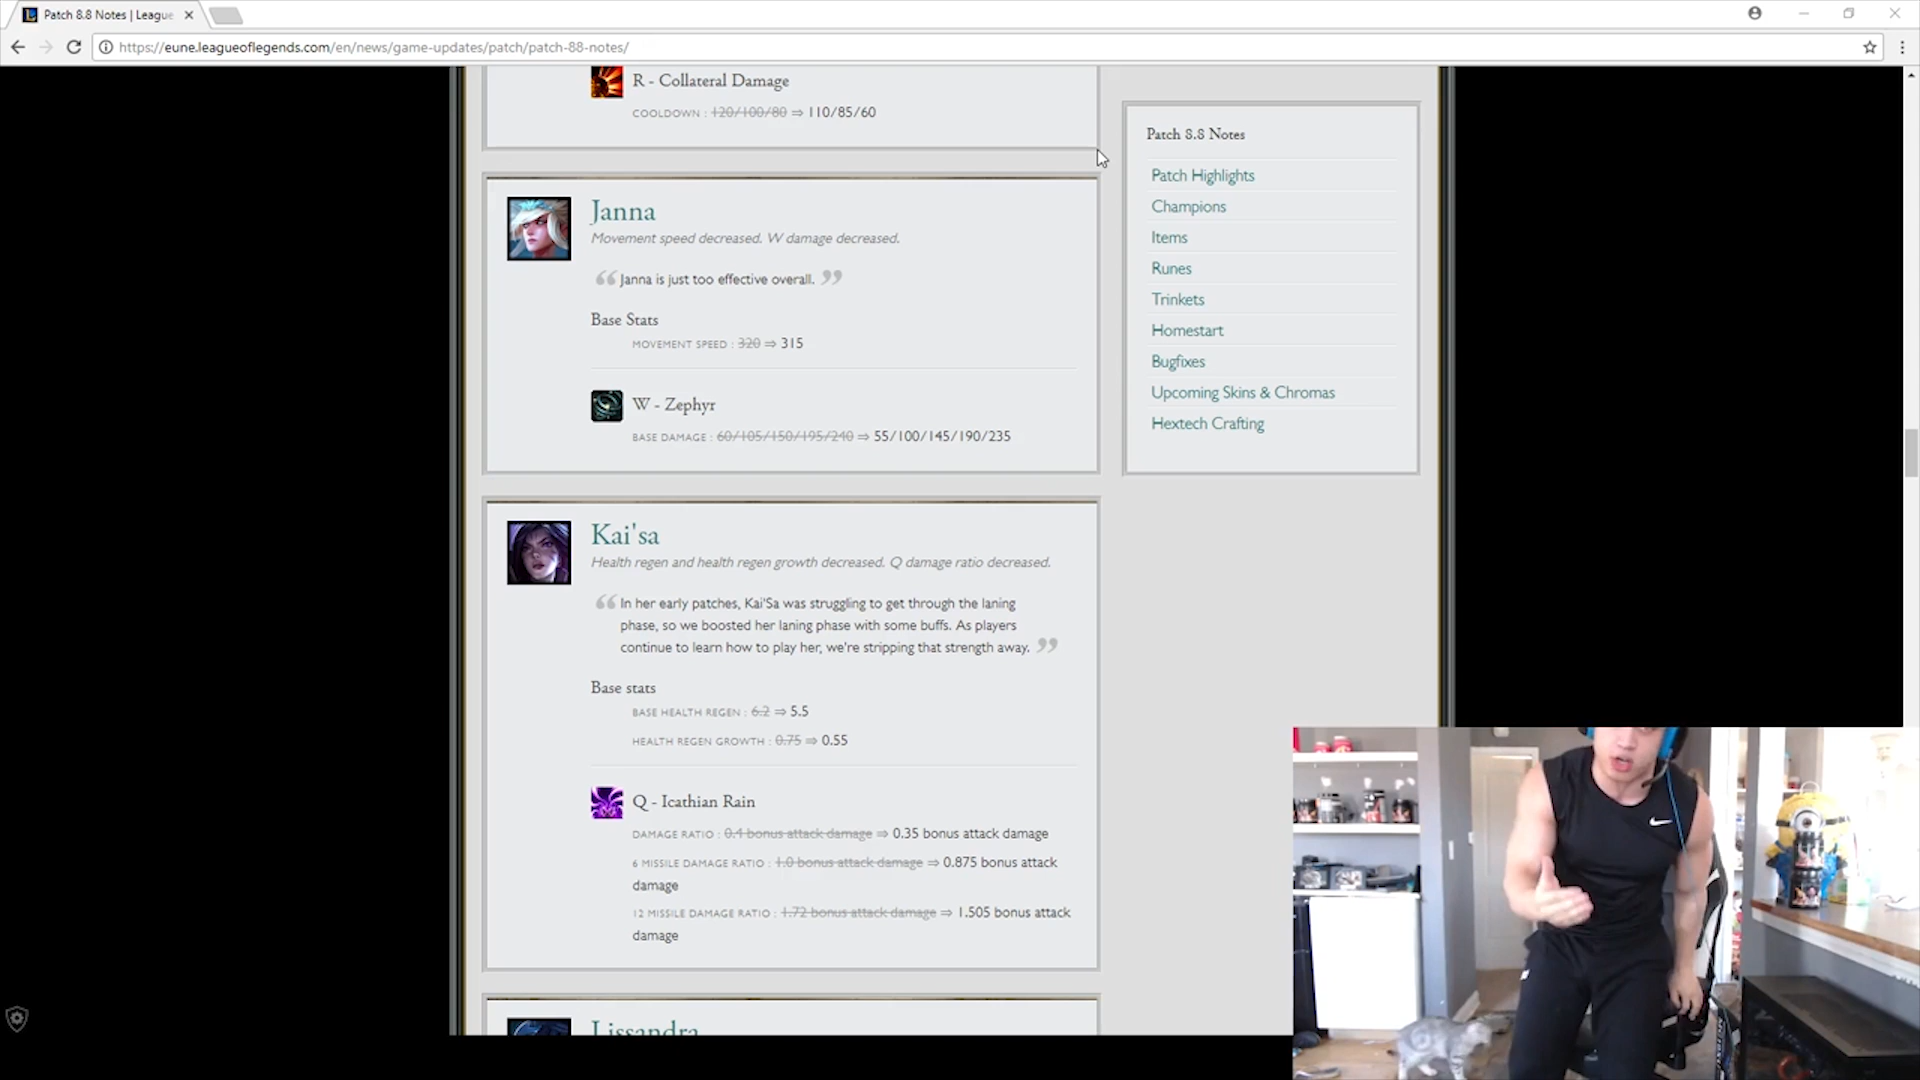 Patch 8.8 Notes | League
https://eune.leagueoflegends.com/en/news/game-updates/patch/patch-88-notes/
R - Collateral Damage
COOLDOWN : 120/100/80 ⇒ 110/85/60
Janna
Movement speed decreased. W damage decreased.
“ Janna is just too effective overall. ”
Base Stats
MOVEMENT SPEED : 320 ⇒ 315
W - Zephyr
BASE DAMAGE : 60/105/150/195/240 ⇒ 55/100/145/190/235
Kai'sa
Health regen and health regen growth decreased. Q damage ratio decreased.
“ In her early patches, Kai'Sa was struggling to get through the laning
phase, so we boosted her laning phase with some buffs. As players
continue to learn how to play her, we're stripping that strength away. ”
Base stats
BASE HEALTH REGEN : 6.2 ⇒ 5.5
HEALTH REGEN GROWTH : 0.75 ⇒ 0.55
Q - Icathian Rain
DAMAGE RATIO : 0.4 bonus attack damage ⇒ 0.35 bonus attack damage
6 MISSILE DAMAGE RATIO : 1.0 bonus attack damage ⇒ 0.875 bonus attack
damage
12 MISSILE DAMAGE RATIO : 1.72 bonus attack damage ⇒ 1.505 bonus attack
damage
Lissandra
Patch 8.8 Notes
Patch Highlights
Champions
Items
Runes
Trinkets
Homestart
Bugfixes
Upcoming Skins & Chromas
Hextech Crafting